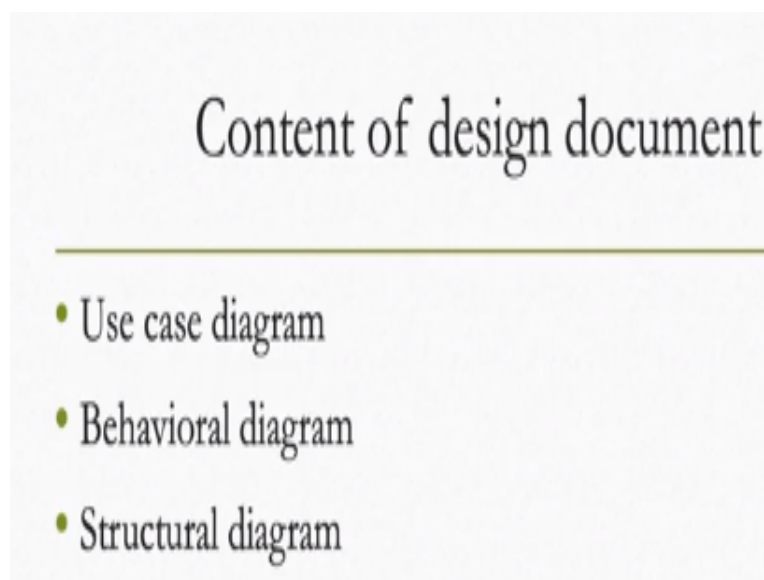 Content of design document
Use case diagram
Behavioral diagram
Structural diagram